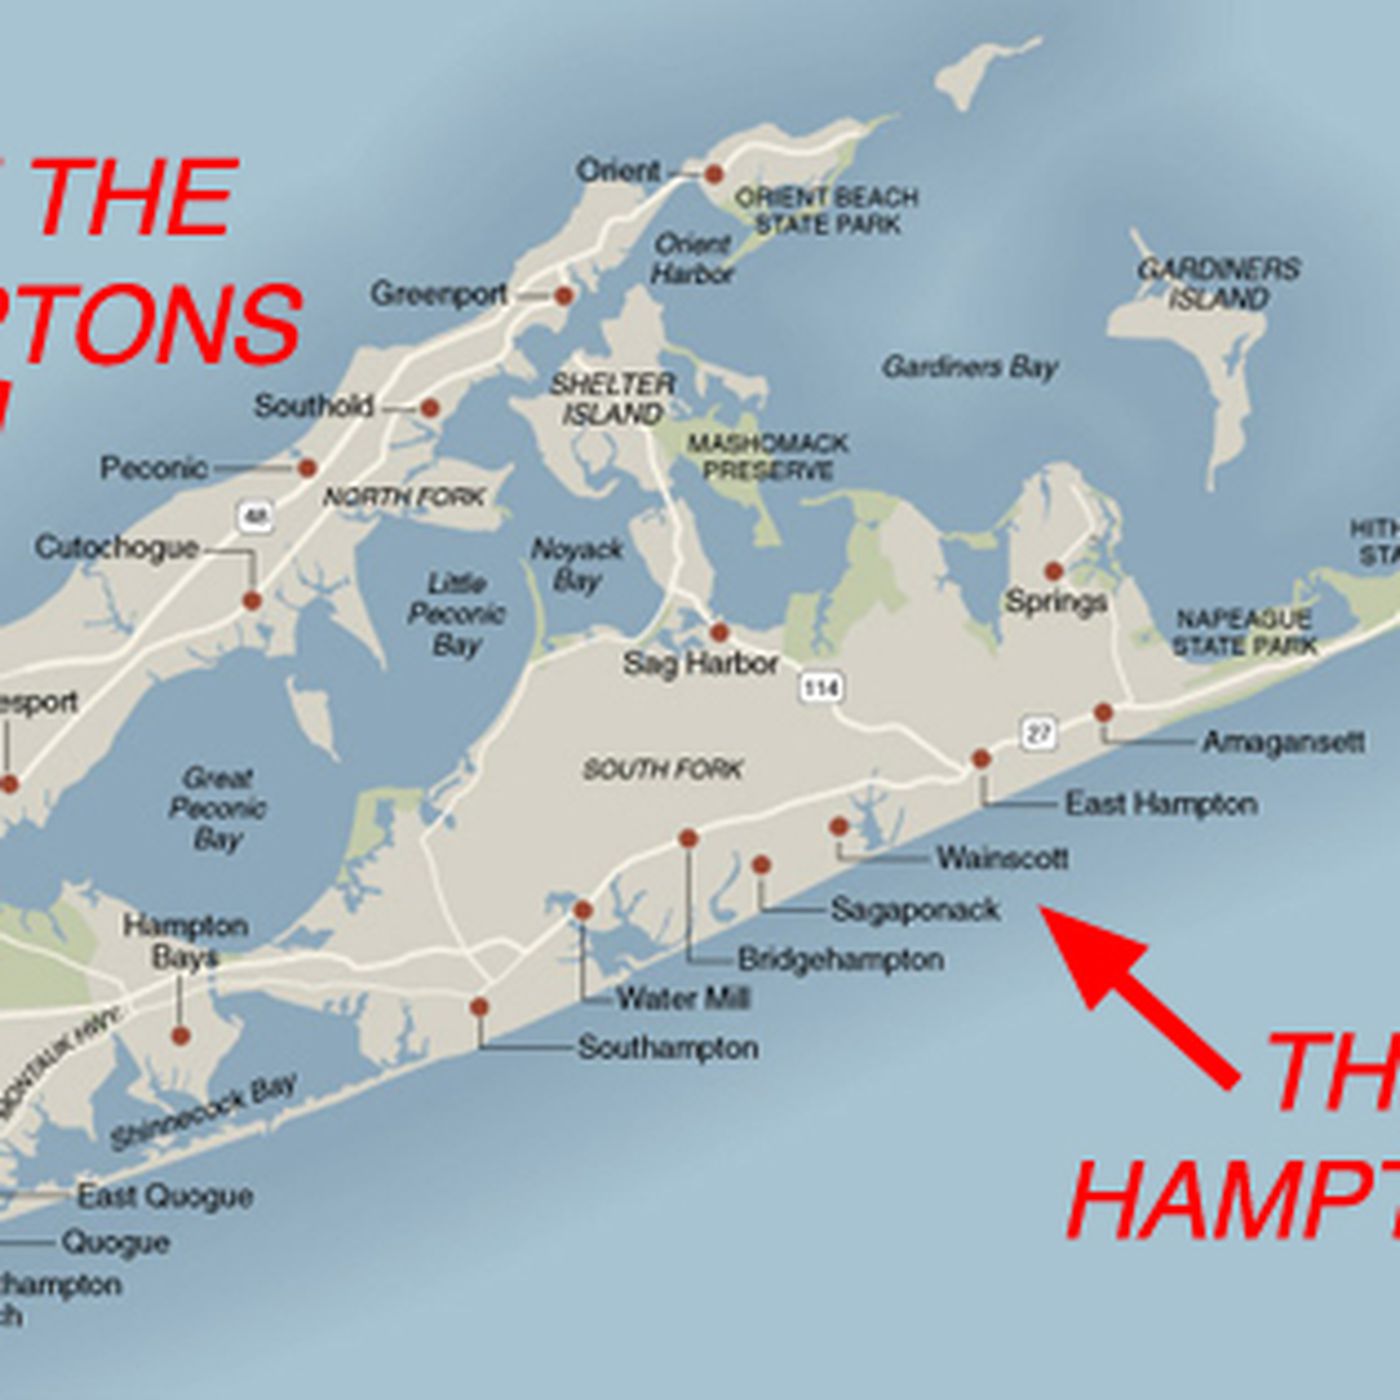 THE
PTONS
Orient
ORIENT BEACH
STATE PARK
Orient
Harbor
GARDINERS
ISLAND
Greenport
Gardiners Bay
SHELTER
ISLAND
Southold
MASHOMACK
PRESERVE
Peconic
NORTH FORK
48
HITH
STA
Cutochogue
Noyack
Bay
Little
Peconic
Bay
Springs
NAPEAGUE
STATE PARK
Sag Harbor
114
esport
27
Amagansett
SOUTH FORK
Great
Peconic
Bay
East Hampton
Wainscott
Sagaponack
Hampton
Bays
Bridgehampton
Water Mill
MONTAUK HWY.
Southampton
TH
Shinnecock Bay
HAMPT
East Quogue
Quogue
thampton
ch